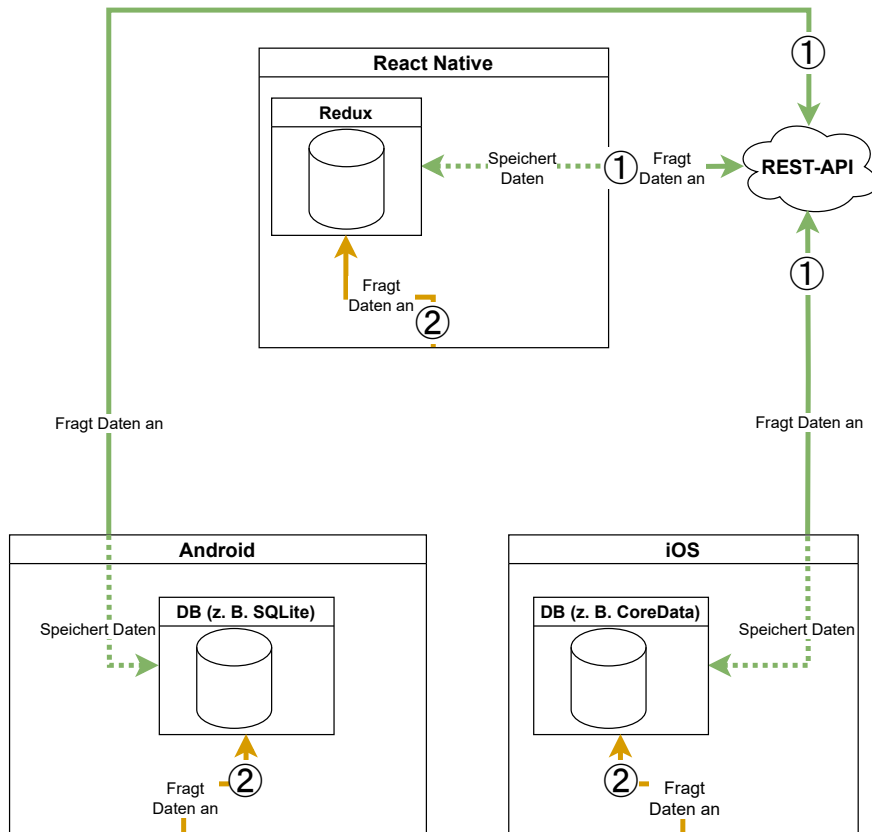 ①
React Native
Redux
Speichert
Daten
①
Fragt
Daten an
REST-API
①
Fragt
Daten an
②
Fragt Daten an
Fragt Daten an
Android
iOS
DB (z. B. SQLite)
DB (z. B. CoreData)
Speichert Daten
Speichert Daten
②
Fragt
Daten an
②
Fragt
Daten an